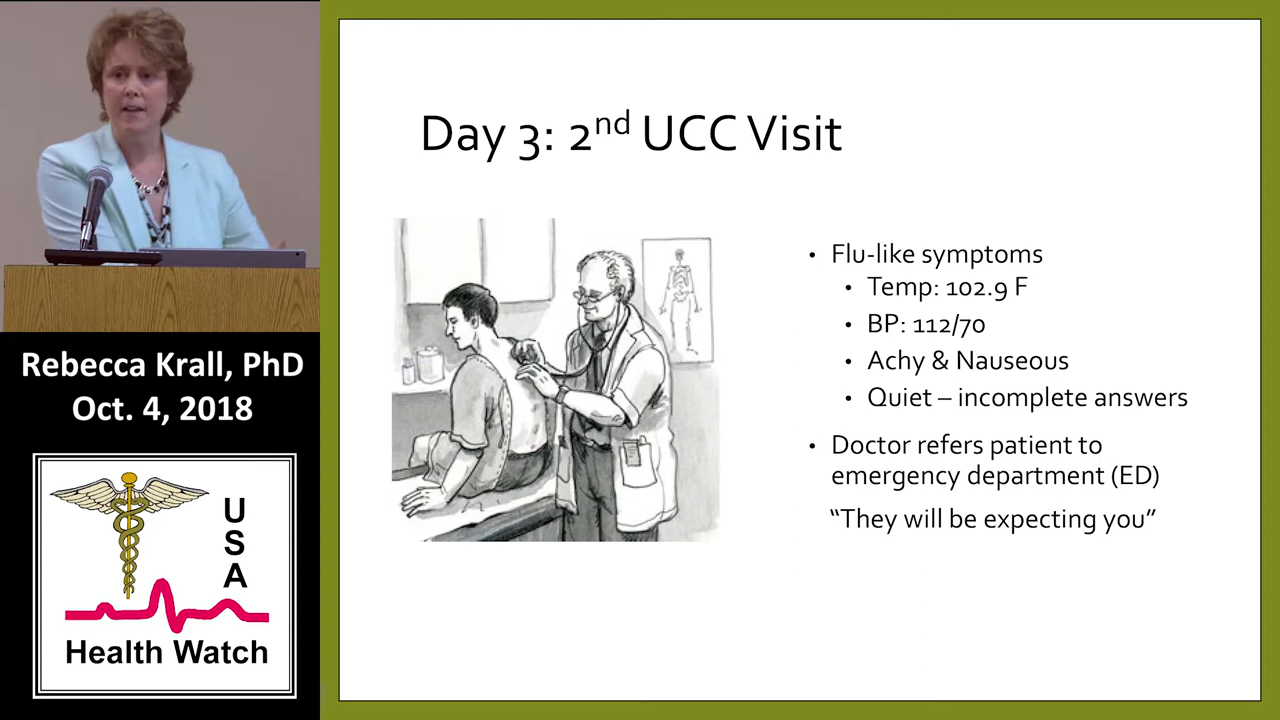 Day 3: 2nd UCC Visit
• Flu-like symptoms
• Temp: 102.9 F
• BP: 112/70
• Achy & Nauseous
• Quiet – incomplete answers
• Doctor refers patient to
emergency department (ED)
“They will be expecting you”
Rebecca Krall, PhD
Oct. 4, 2018
U
S
A
Health Watch